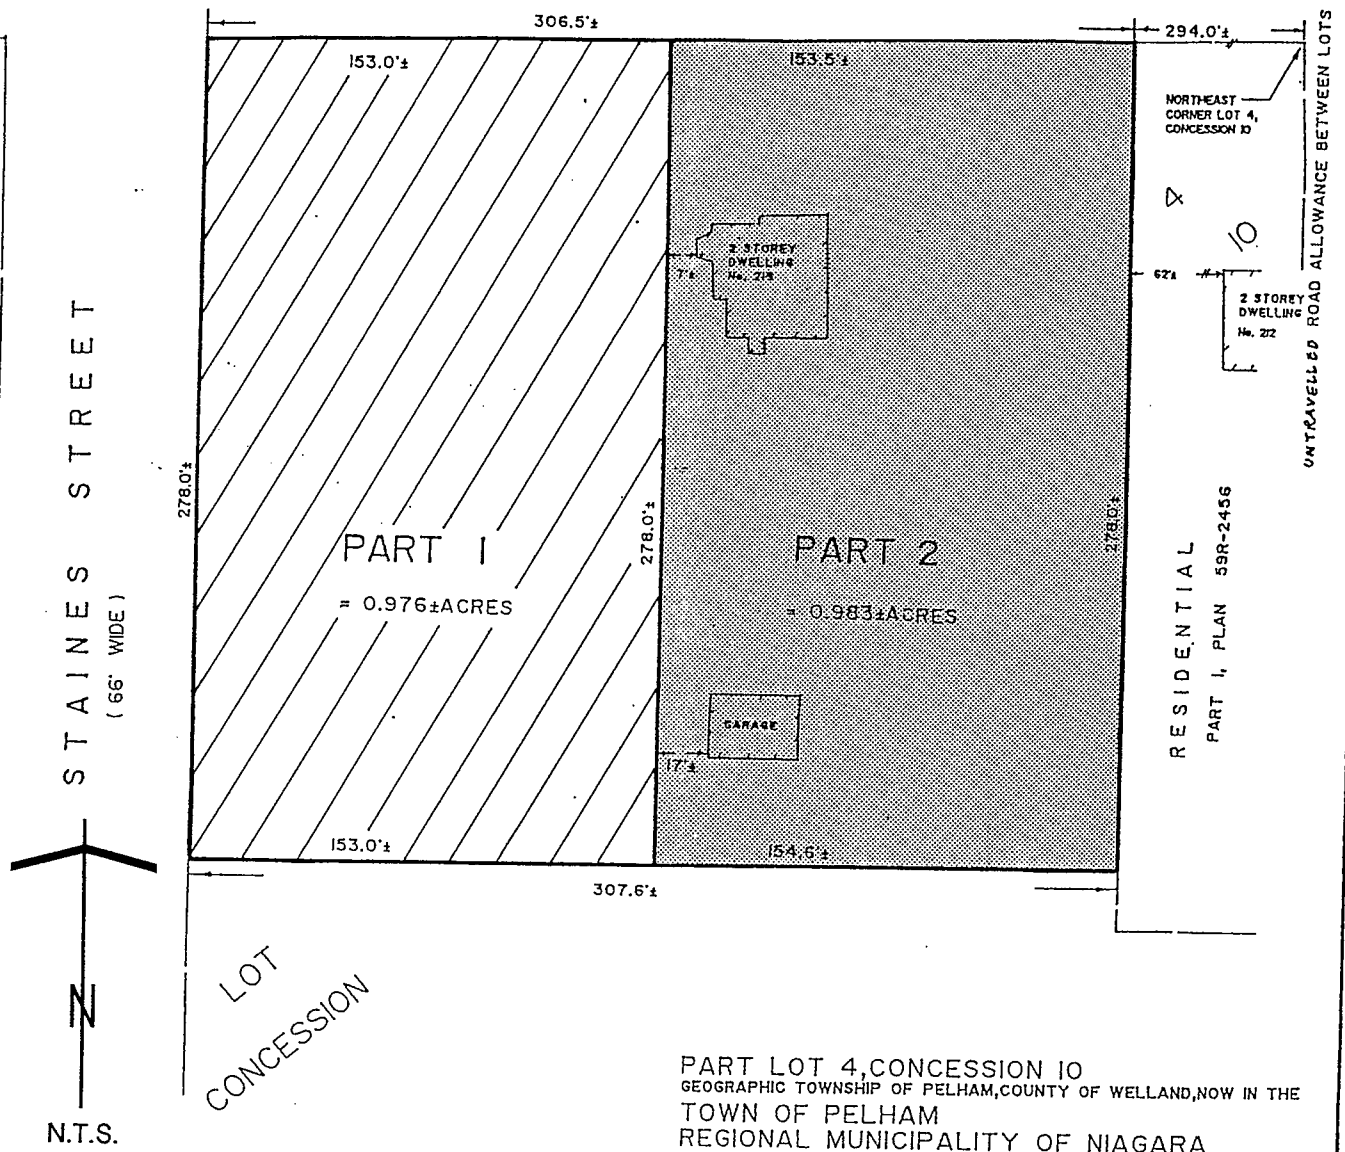 306.5'±
294.0'±
153.0'±
153.5'±
NORTHEAST
CORNER LOT 4,
CONCESSION 10
UNTRAVELLED ROAD ALLOWANCE BETWEEN LOTS
4
10
2 STOREY
DWELLING
7'±
62'±
2 STOREY
DWELLING
No. 212
STAINES STREET
(66' WIDE)
278.0'±
278.0'±
278.0'±
PART 1
= 0.976±ACRES
PART 2
= 0.983±ACRES
RESIDENTIAL
PART 1, PLAN 59R-2456
GARAGE
17'±
153.0'±
154.6'±
307.6'±
LOT
CONCESSION
N
N.T.S.
PART LOT 4,CONCESSION 10
GEOGRAPHIC TOWNSHIP OF PELHAM,COUNTY OF WELLAND,NOW IN THE
TOWN OF PELHAM
REGIONAL MUNICIPALITY OF NIAGARA